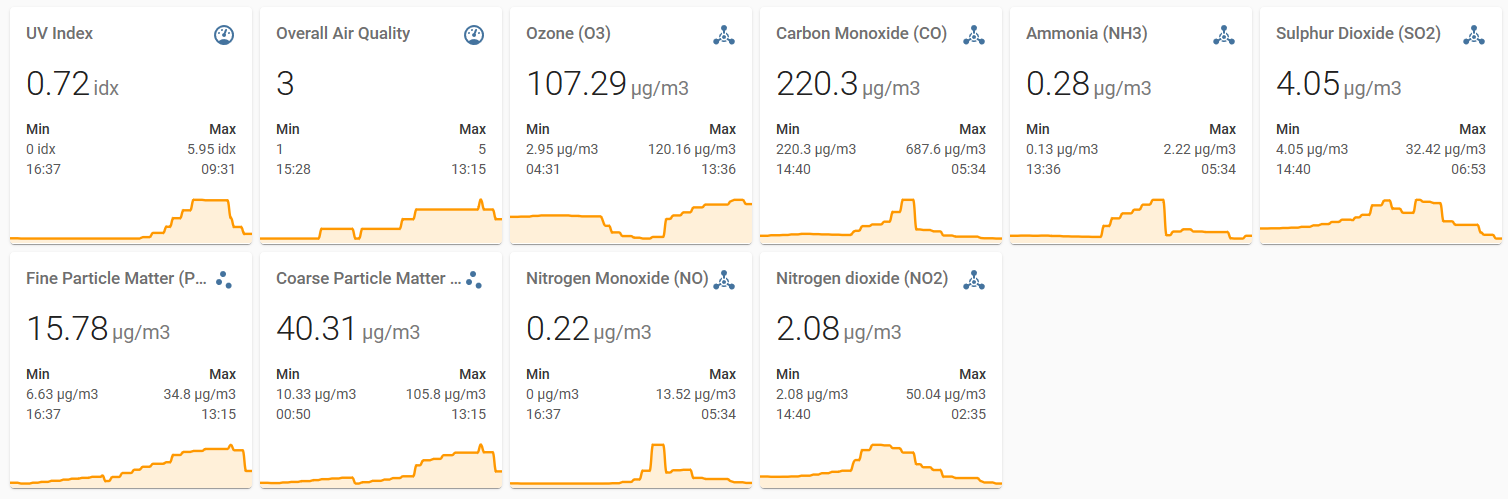 UV Index
0.72 idx
Min Max
0 idx 5.95 idx
16:37 09:31
Overall Air Quality
3
Min Max
1 5
15:28 13:15
Ozone (O3)
107.29 µg/m3
Min Max
2.95 µg/m3 120.16 µg/m3
04:31 13:36
Carbon Monoxide (CO)
220.3 µg/m3
Min Max
220.3 µg/m3 687.6 µg/m3
14:40 05:34
Ammonia (NH3)
0.28 µg/m3
Min Max
0.13 µg/m3 2.22 µg/m3
13:36 05:34
Sulphur Dioxide (SO2)
4.05 µg/m3
Min Max
4.05 µg/m3 32.42 µg/m3
14:40 06:53
Fine Particle Matter (P...
15.78 µg/m3
Min Max
6.63 µg/m3 34.8 µg/m3
16:37 13:15
Coarse Particle Matter ...
40.31 µg/m3
Min Max
10.33 µg/m3 105.8 µg/m3
00:50 13:15
Nitrogen Monoxide (NO)
0.22 µg/m3
Min Max
0 µg/m3 13.52 µg/m3
16:37 05:34
Nitrogen dioxide (NO2)
2.08 µg/m3
Min Max
2.08 µg/m3 50.04 µg/m3
14:40 02:35